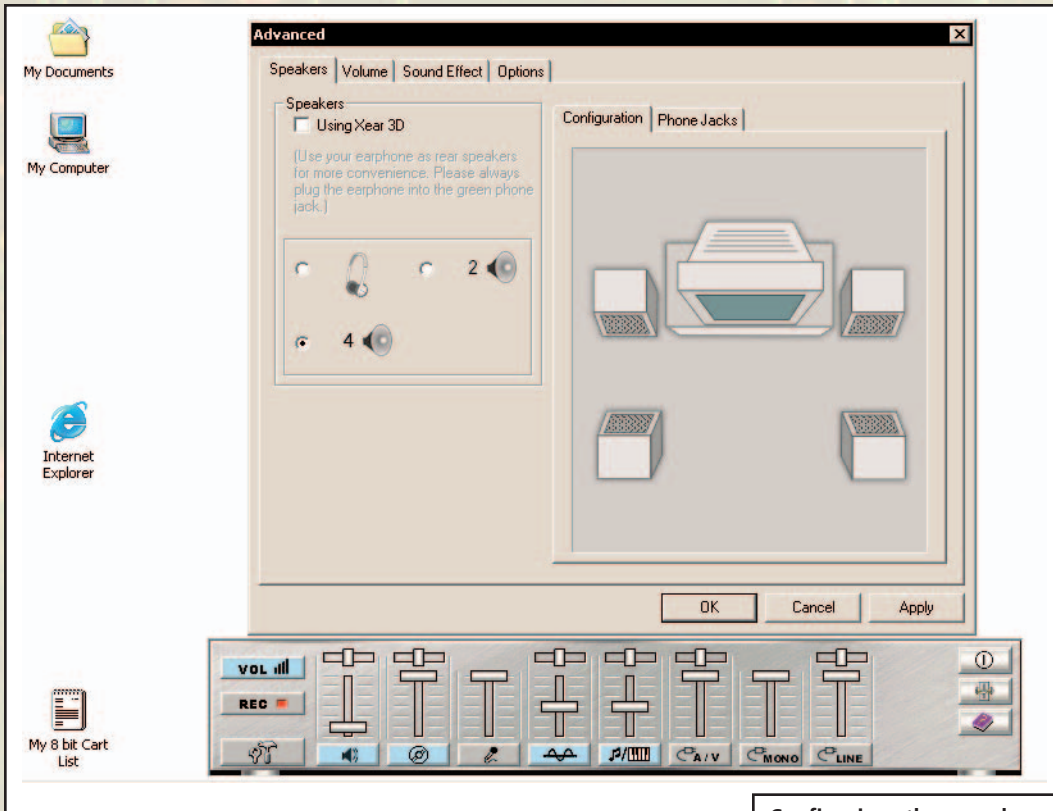 My Documents
My Computer
Internet
Explorer
My 8 bit Cart
List
Advanced
Speakers
Volume
Sound Effect
Options
Speakers
Using Xear 3D
(Use your earphone as rear speakers
for more convenience. Please always
plug the earphone into the green phone
jack.)
2
4
Configuration
Phone Jacks
OK
Cancel
Apply
VOL
REC
A/V
MONO
LINE